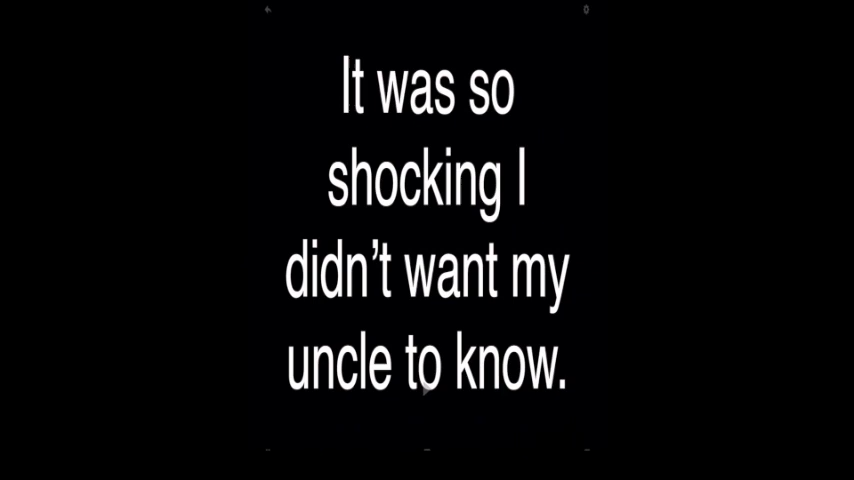 It was so
shocking I
didn’t want my
uncle to know.